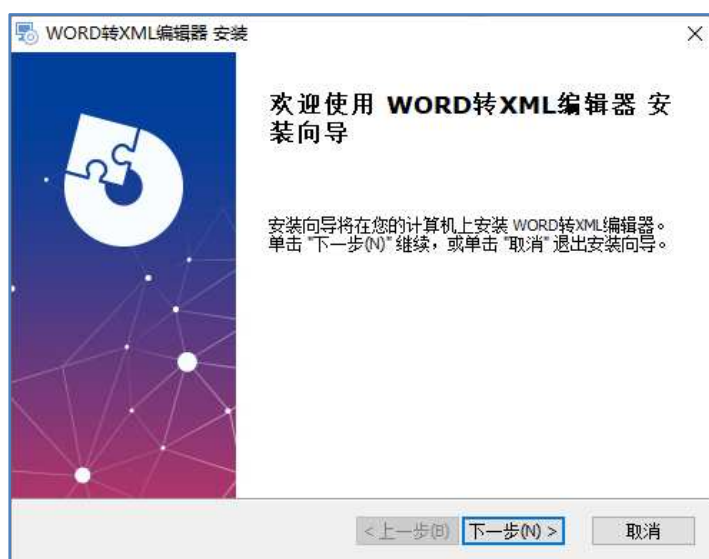 WORD转XML编辑器 安装
欢迎使用 WORD转XML编辑器 安
装向导
安装向导将在您的计算机上安装 WORD转XML编辑器。
单击 "下一步(N)" 继续，或单击 "取消" 退出安装向导。
< 上一步(B) 下一步(N) > 取消